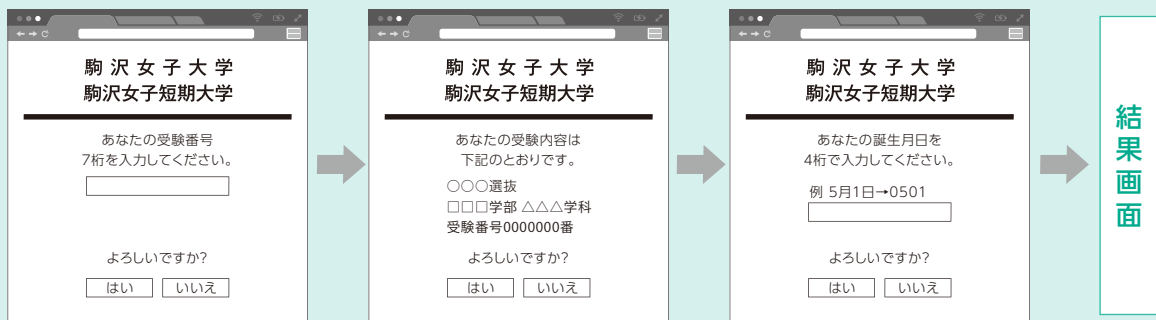 駒沢女子大学
駒沢女子短期大学
あなたの受験番号
7桁を入力してください。
よろしいですか?
はい
いいえ
駒沢女子大学
駒沢女子短期大学
あなたの受験内容は
下記のとおりです。
○○○選抜
□□□学部 △△△学科
受験番号0000000番
よろしいですか?
はい
いいえ
駒沢女子大学
駒沢女子短期大学
あなたの誕生月日を
4桁で入力してください。
例 5月1日→0501
よろしいですか?
はい
いいえ
結果画面